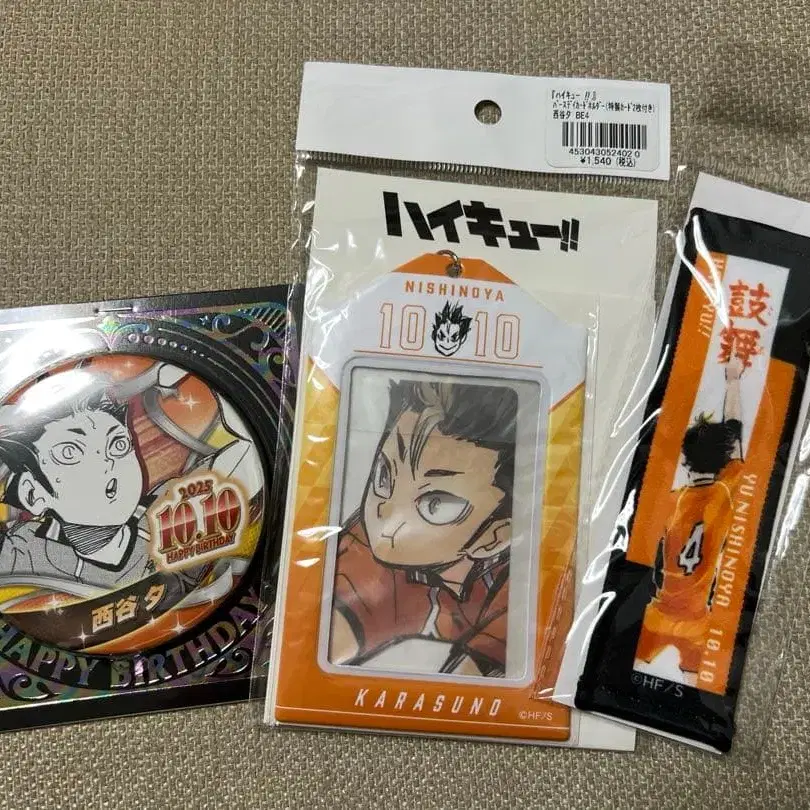 2025
10.10
HAPPY BIRTHDAY
西谷 夕
HAPPY BIRTHDAY
『ハイキュー !!』
バースデイカードホルダー(特製カード2枚付き)
西谷夕 BE4
4530430524020
¥1,540 (税込)
ハイキュー!!
NISHINOYA
10 10
KARASUNO
©HF/S
鼓舞
YU NISHINOYA 10.10
4
©HF/S